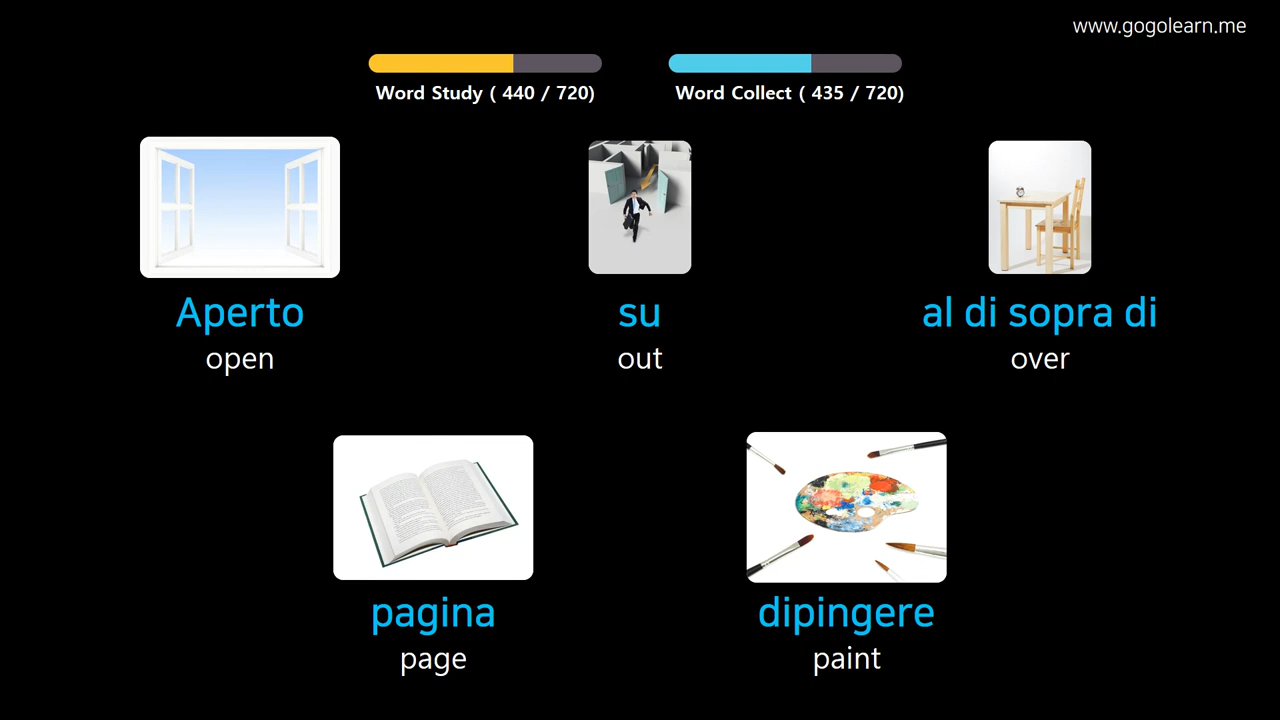 www.gogolearn.me
Word Study ( 440 / 720)
Word Collect ( 435 / 720)
Aperto
open
su
out
al di sopra di
over
pagina
page
dipingere
paint